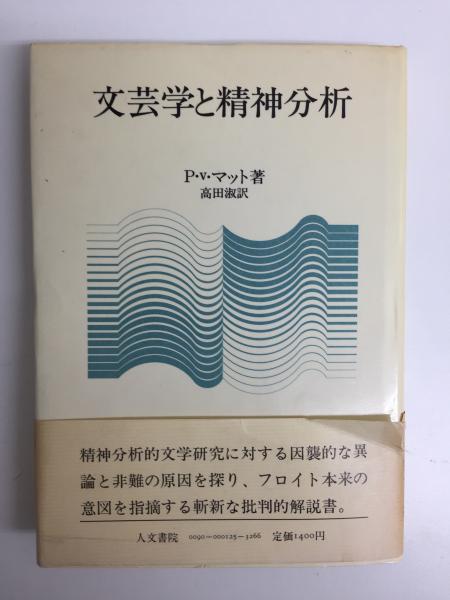 文芸学と精神分析
P・v・マット著
高田淑訳
精神分析的文学研究に対する因襲的な異
論と非難の原因を探り、フロイト本来の
意図を指摘する斬新な批判的解説書。
人文書院 0090-000125-3266 定価1400円